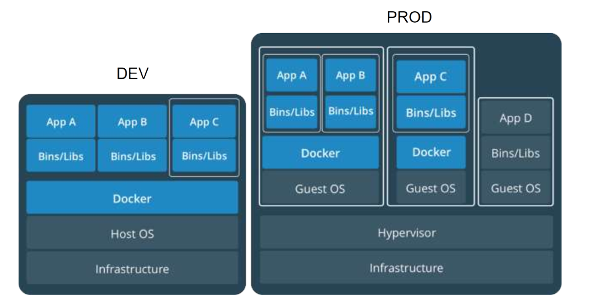 PROD
DEV
App A
App B
App C
Bins/Libs
Bins/Libs
Bins/Libs
Docker
Host OS
Infrastructure
App A
App B
App C
App D
Bins/Libs
Bins/Libs
Bins/Libs
Bins/Libs
Docker
Docker
Guest OS
Guest OS
Guest OS
Hypervisor
Infrastructure